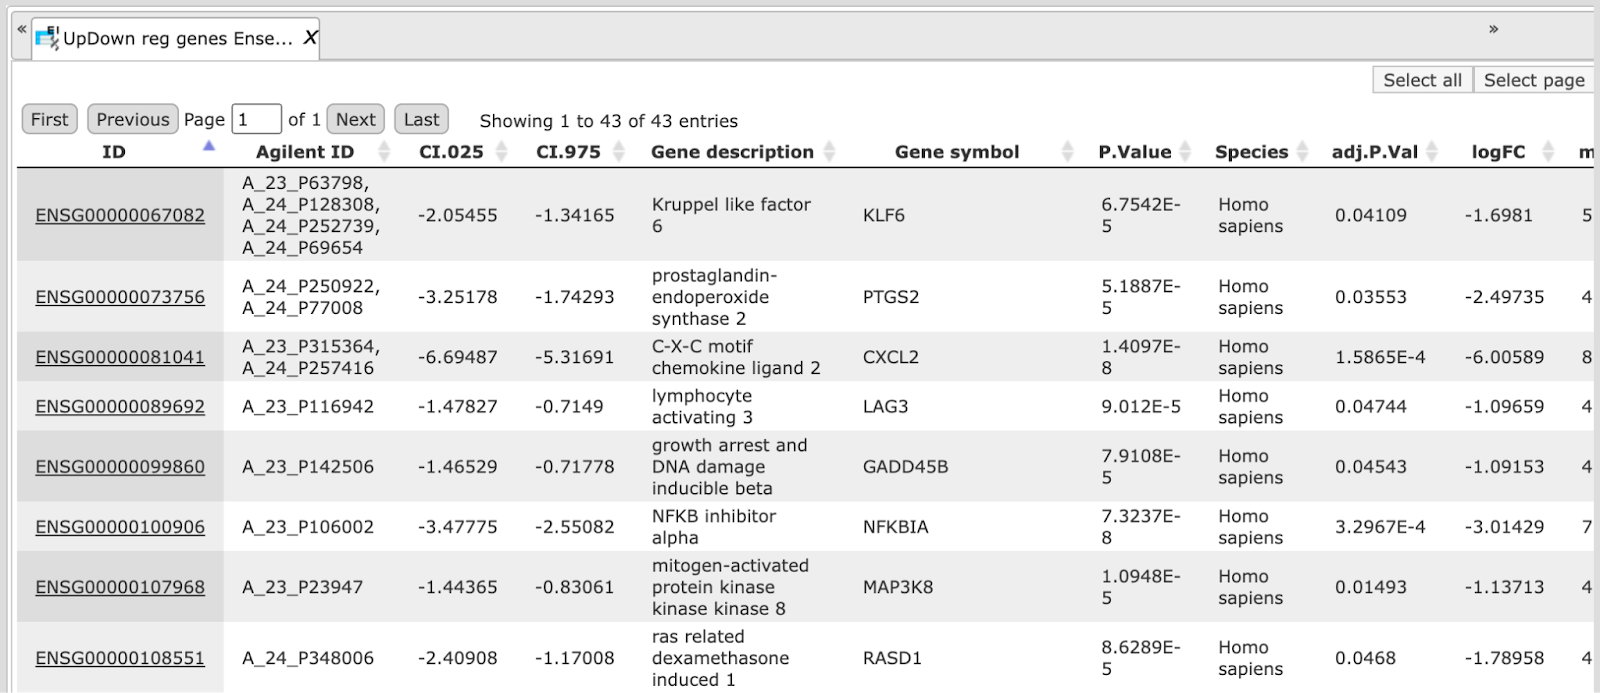 «
UpDown reg genes Ense... X
»
Select all Select page
First Previous Page 1 of 1 Next Last Showing 1 to 43 of 43 entries
ID Agilent ID CI.025 CI.975 Gene description Gene symbol P.Value Species adj.P.Val logFC m
ENSG00000067082 A_23_P63798, A_24_P128308, A_24_P252739, A_24_P69654 -2.05455 -1.34165 Kruppel like factor 6 KLF6 6.7542E-5 Homo sapiens 0.04109 -1.6981 5
ENSG00000073756 A_24_P250922, A_24_P77008 -3.25178 -1.74293 prostaglandin-endoperoxide synthase 2 PTGS2 5.1887E-5 Homo sapiens 0.03553 -2.49735 4
ENSG00000081041 A_23_P315364, A_24_P257416 -6.69487 -5.31691 C-X-C motif chemokine ligand 2 CXCL2 1.4097E-8 Homo sapiens 1.5865E-4 -6.00589 8
ENSG00000089692 A_23_P116942 -1.47827 -0.7149 lymphocyte activating 3 LAG3 9.012E-5 Homo sapiens 0.04744 -1.09659 4
ENSG00000099860 A_23_P142506 -1.46529 -0.71778 growth arrest and DNA damage inducible beta GADD45B 7.9108E-5 Homo sapiens 0.04543 -1.09153 4
ENSG00000100906 A_23_P106002 -3.47775 -2.55082 NFKB inhibitor alpha NFKBIA 7.3237E-8 Homo sapiens 3.2967E-4 -3.01429 7
ENSG00000107968 A_23_P23947 -1.44365 -0.83061 mitogen-activated protein kinase kinase kinase 8 MAP3K8 1.0948E-5 Homo sapiens 0.01493 -1.13713 4
ENSG00000108551 A_24_P348006 -2.40908 -1.17008 ras related dexamethasone induced 1 RASD1 8.6289E-5 Homo sapiens 0.0468 -1.78958 4